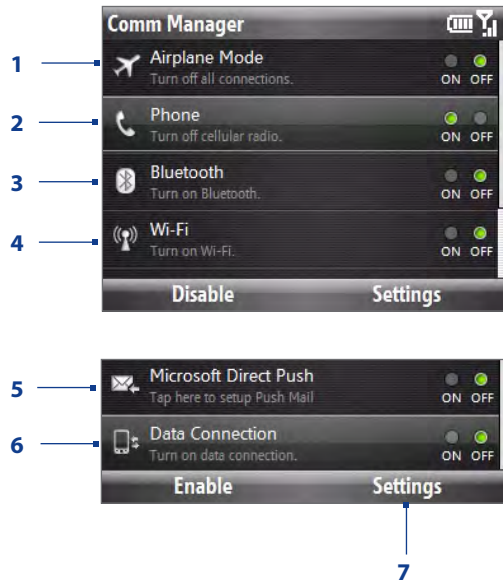 Comm Manager
1 Airplane Mode
Turn off all connections.
ON OFF
2 Phone
Turn off cellular radio.
ON OFF
3 Bluetooth
Turn on Bluetooth.
ON OFF
4 Wi-Fi
Turn on Wi-Fi.
ON OFF
Disable Settings
5 Microsoft Direct Push
Tap here to setup Push Mail
ON OFF
6 Data Connection
Turn on data connection.
ON OFF
Enable Settings
7